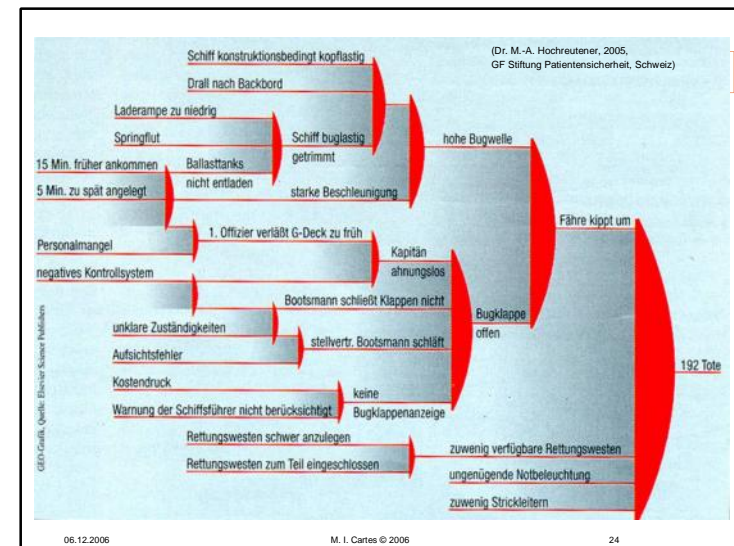 (Dr. M.-A. Hochreutener, 2005,
GF Stiftung Patientensicherheit, Schweiz)
Schiff konstruktionsbedingt kopflastig
Drall nach Backbord
Laderampe zu niedrig
Springflut
Schiff buglastig
getrimmt
hohe Bugwelle
15 Min. früher ankommen
Ballasttanks
nicht entladen
5 Min. zu spät angelegt
starke Beschleunigung
Fähre kippt um
1. Offizier verläßt G-Deck zu früh
Personalmangel
Kapitän
ahnungslos
negatives Kontrollsystem
Bootsmann schließt Klappen nicht
Bugklappe
offen
unklare Zuständigkeiten
stellvertr. Bootsmann schläft
Aufsichtsfehler
192 Tote
Kostendruck
keine
Bugklappenanzeige
Warnung der Schiffsführer nicht berücksichtigt
Rettungswesten schwer anzulegen
zuwenig verfügbare Rettungswesten
Rettungswesten zum Teil eingeschlossen
ungenügende Notbeleuchtung
zuwenig Strickleitern
GEO-Grafik, Quelle: Elsevier Science Publishers
06.12.2006
M. I. Cartes © 2006
24